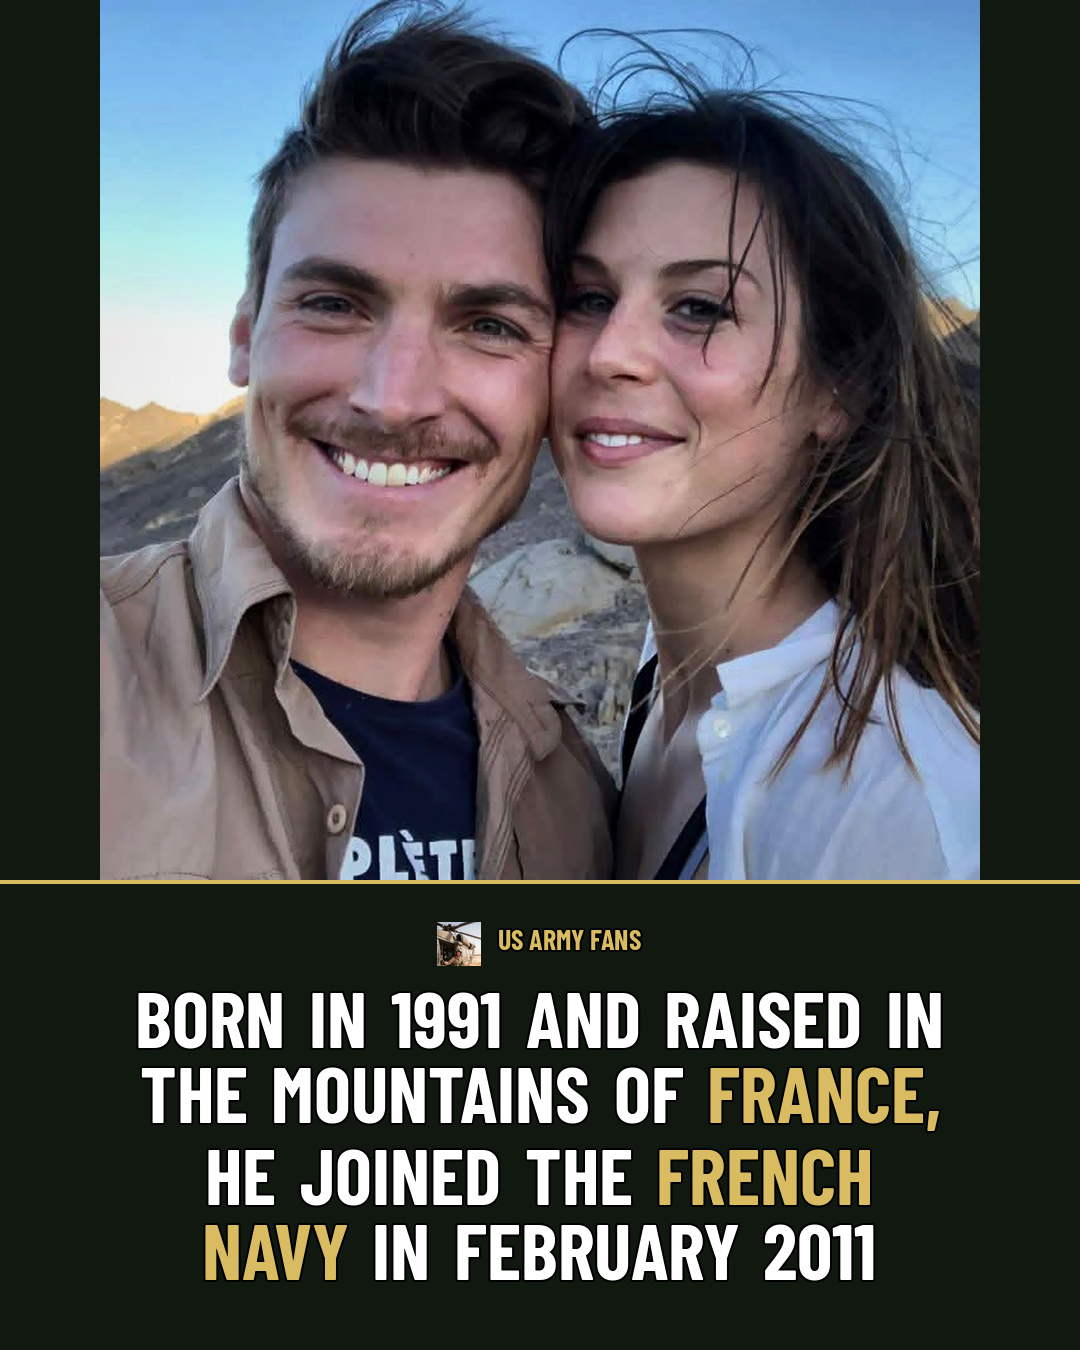 PLÈTE
US ARMY FANS
BORN IN 1991 AND RAISED IN
THE MOUNTAINS OF FRANCE,
HE JOINED THE FRENCH
NAVY IN FEBRUARY 2011